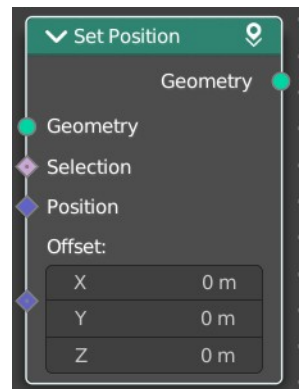 Set Position
Geometry
Geometry
Selection
Position
Offset:
X 0 m
Y 0 m
Z 0 m